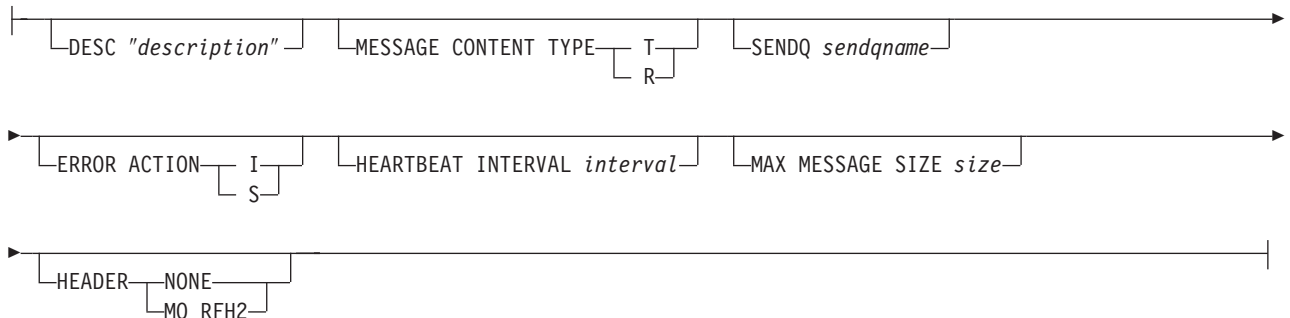 DESC "description" MESSAGE CONTENT TYPE T SENDQ sendqname
R
ERROR ACTION I HEARTBEAT INTERVAL interval MAX MESSAGE SIZE size
S
HEADER NONE
MQ RFH2